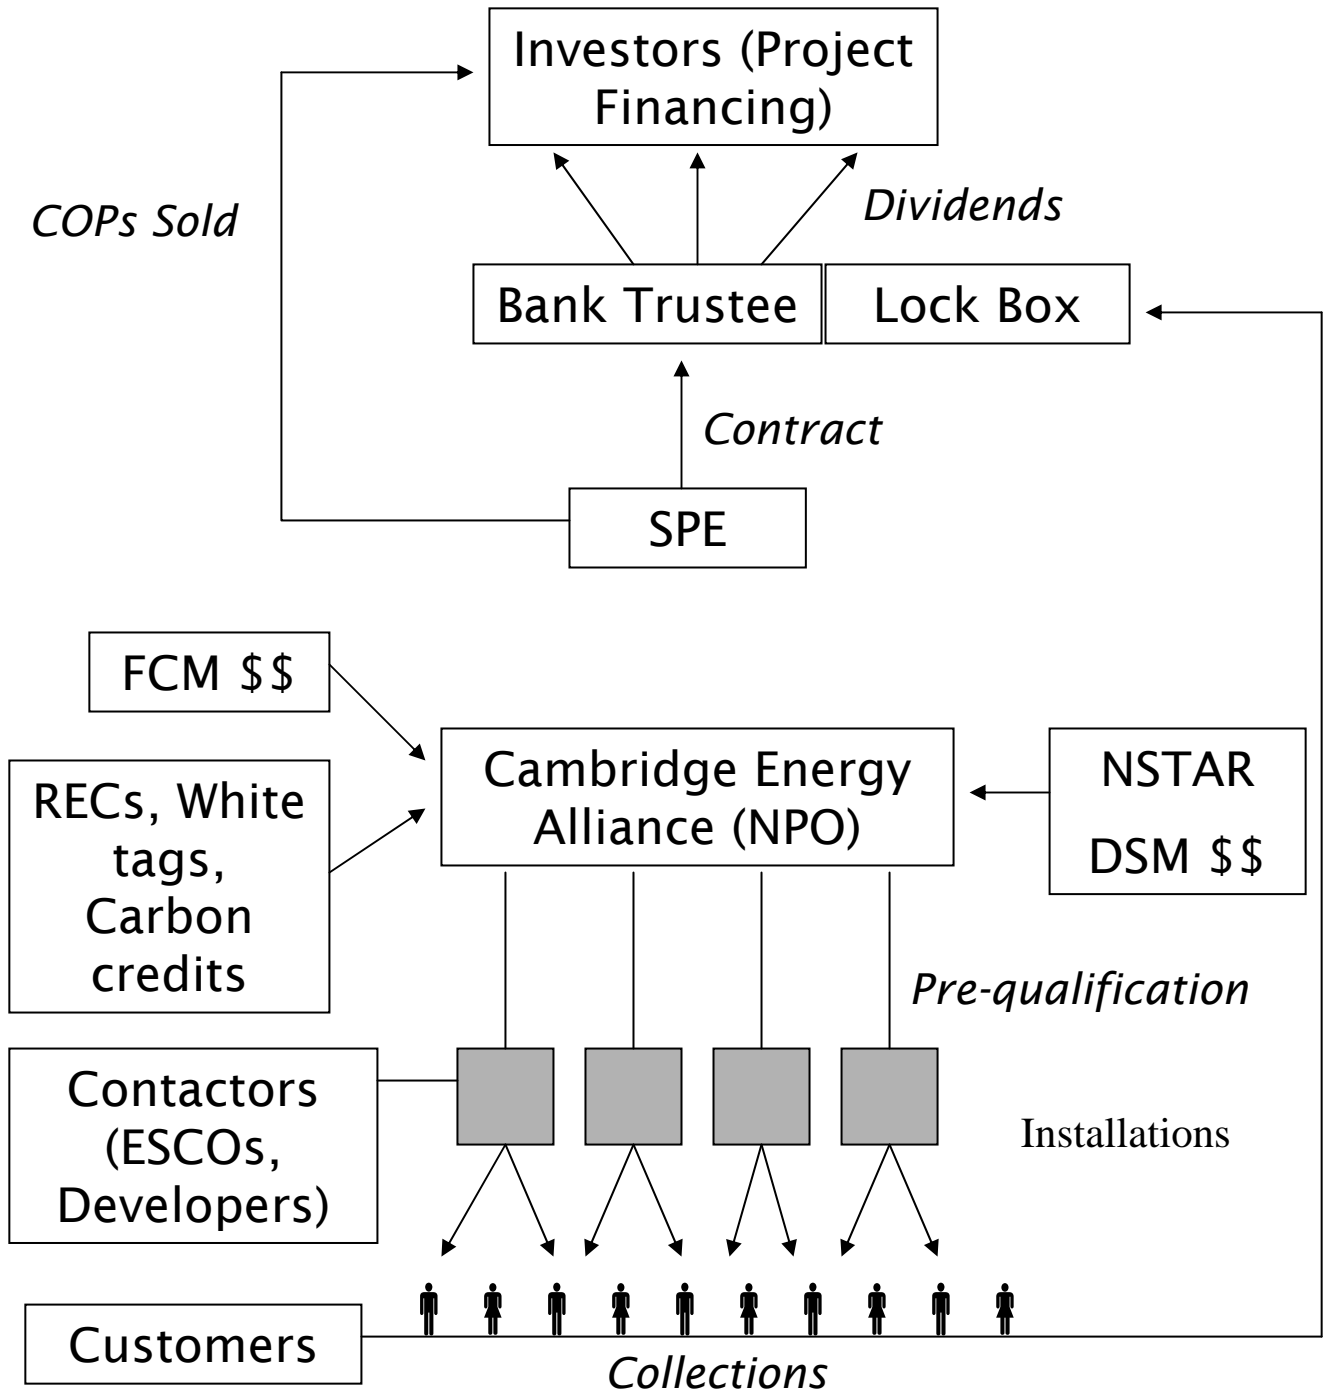 Investors (Project
Financing)
COPs Sold
Dividends
Bank Trustee
Lock Box
Contract
SPE
FCM $$
Cambridge Energy
Alliance (NPO)
NSTAR
DSM $$
RECs, White
tags,
Carbon
credits
Pre-qualification
Contactors
(ESCOs,
Developers)
Installations
Customers
Collections